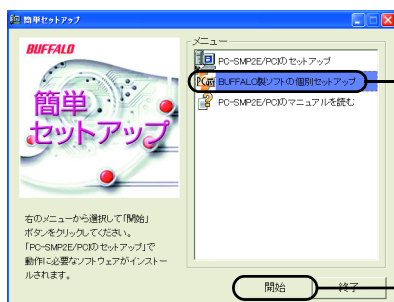 簡単セットアップ
BUFFALO
簡単
セットアップ
メニュー
PC-SMP2E/PCIのセットアップ
BUFFALO製ソフトの個別セットアップ
PC-SMP2E/PCIのマニュアルを読む
右のメニューから選択して「開始」
ボタンをクリックしてください。
「PC-SMP2E/PCIのセットアップ」で
動作に必要なソフトウェアがインストー
ルされます。
開始
終了